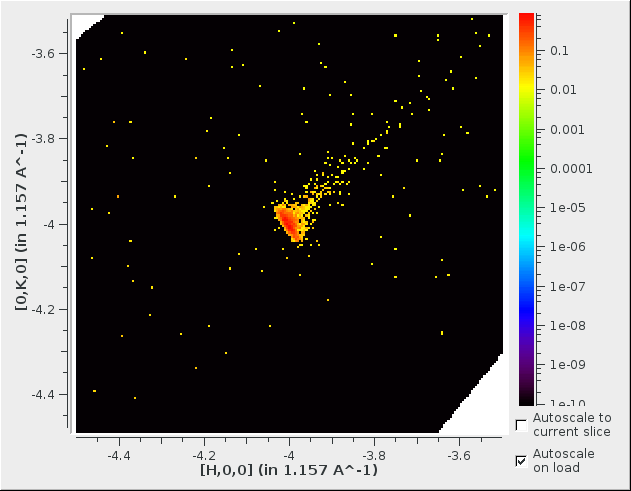 -3.6
-3.8
-4
-4.2
-4.4
[0,K,0] (in 1.157 A^-1)
-4.4
-4.2
-4
-3.8
-3.6
[H,0,0] (in 1.157 A^-1)
0.1
0.01
0.001
0.0001
1e-05
1e-06
1e-07
1e-08
1e-09
1e-10
Autoscale to
current slice
Autoscale
on load